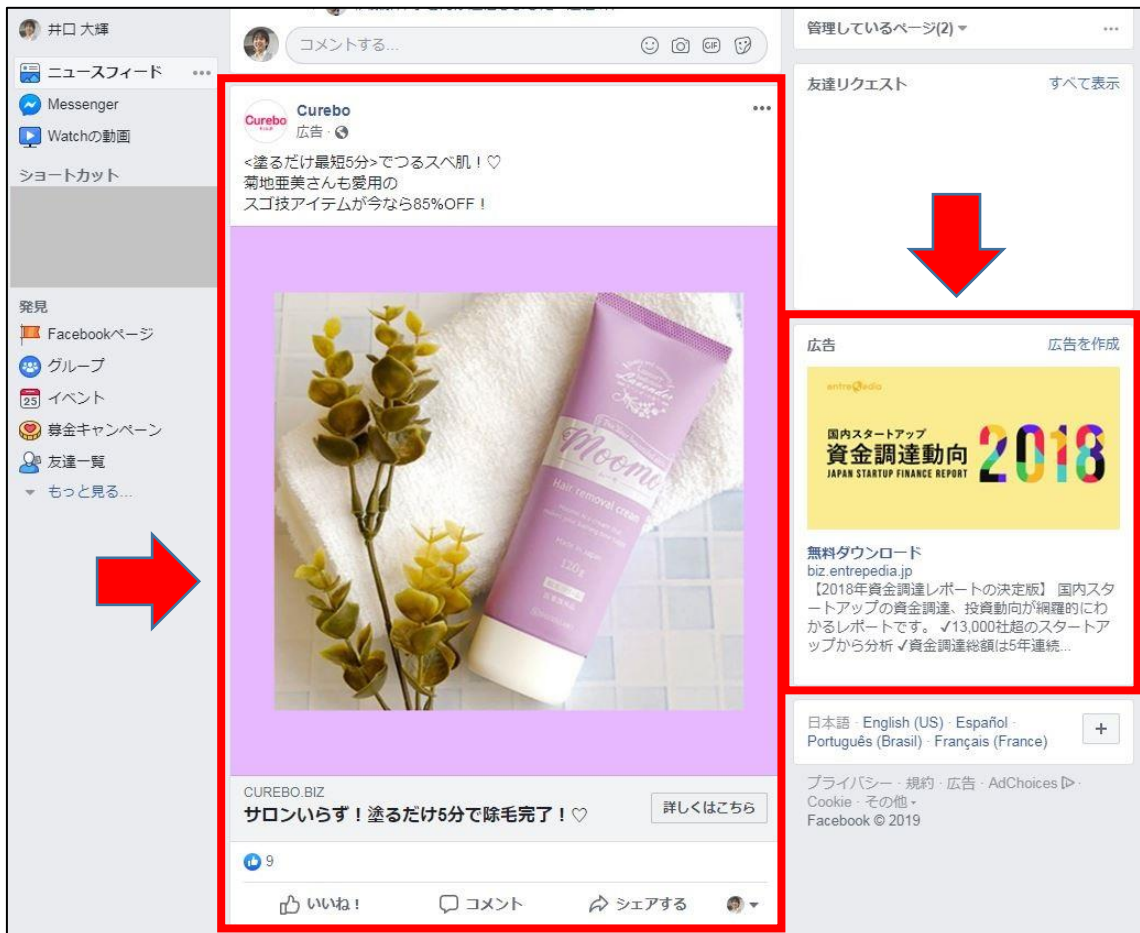 井口 大輝
ニュースフィード
Messenger
Watchの動画
ショートカット
発見
Facebookページ
グループ
25
イベント
募金キャンペーン
友達一覧
もっと見る...
コメントする...
GIF
Curebo
Curebo
広告 ·
<塗るだけ最短5分>でつるスベ肌！♡
菊地亜美さんも愛用の
スゴ技アイテムが今なら85%OFF！
Lavender
Moomo
Hair removal cream
Made in Japan
120g
CUREBO.BIZ
サロンいらず！塗るだけ5分で除毛完了！♡
詳しくはこちら
9
いいね！
コメント
シェアする
管理しているページ(2)
友達リクエスト
すべて表示
広告
広告を作成
entrepedia
国内スタートアップ
資金調達動向
JAPAN STARTUP FINANCE REPORT
2018
無料ダウンロード
biz.entrepedia.jp
【2018年資金調達レポートの決定版】 国内スタ
ートアップの資金調達、投資動向が網羅的にわ
かるレポートです。 ✓13,000社超のスタートア
ップから分析 ✓資金調達総額は5年連続...
日本語 · English (US) · Español ·
Português (Brasil) · Français (France)
+
プライバシー · 規約 · 広告 · AdChoices ·
Cookie · その他
Facebook © 2019